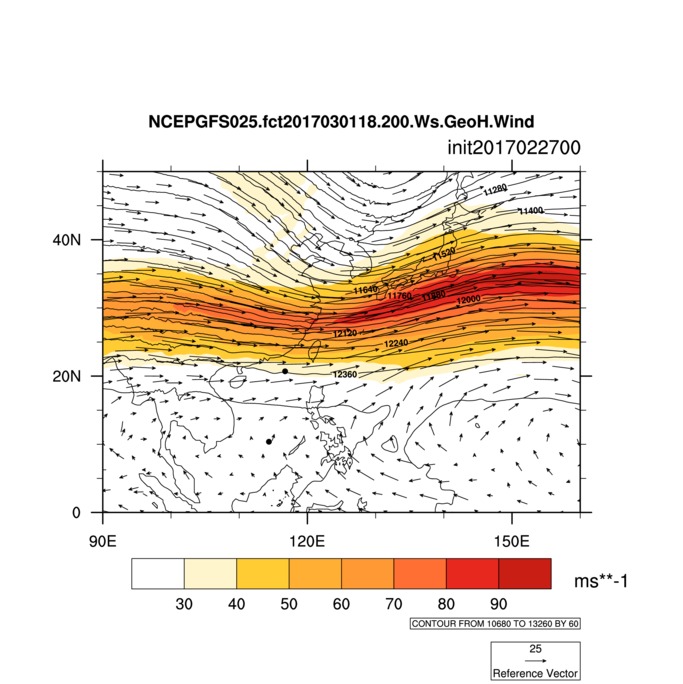 NCEPGFS025.fct2017030118.200.Ws.GeoH.Wind
init2017022700
11280
11400
40N
11520
11640
11760
11880
12000
12120
12240
20N
12360
0
90E 120E 150E
ms**-1
30 40 50 60 70 80 90
CONTOUR FROM 10680 TO 13260 BY 60
25
Reference Vector